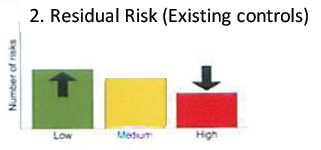 2. Residual Risk (Existing controls)
Number of risks
Low
Medium
High